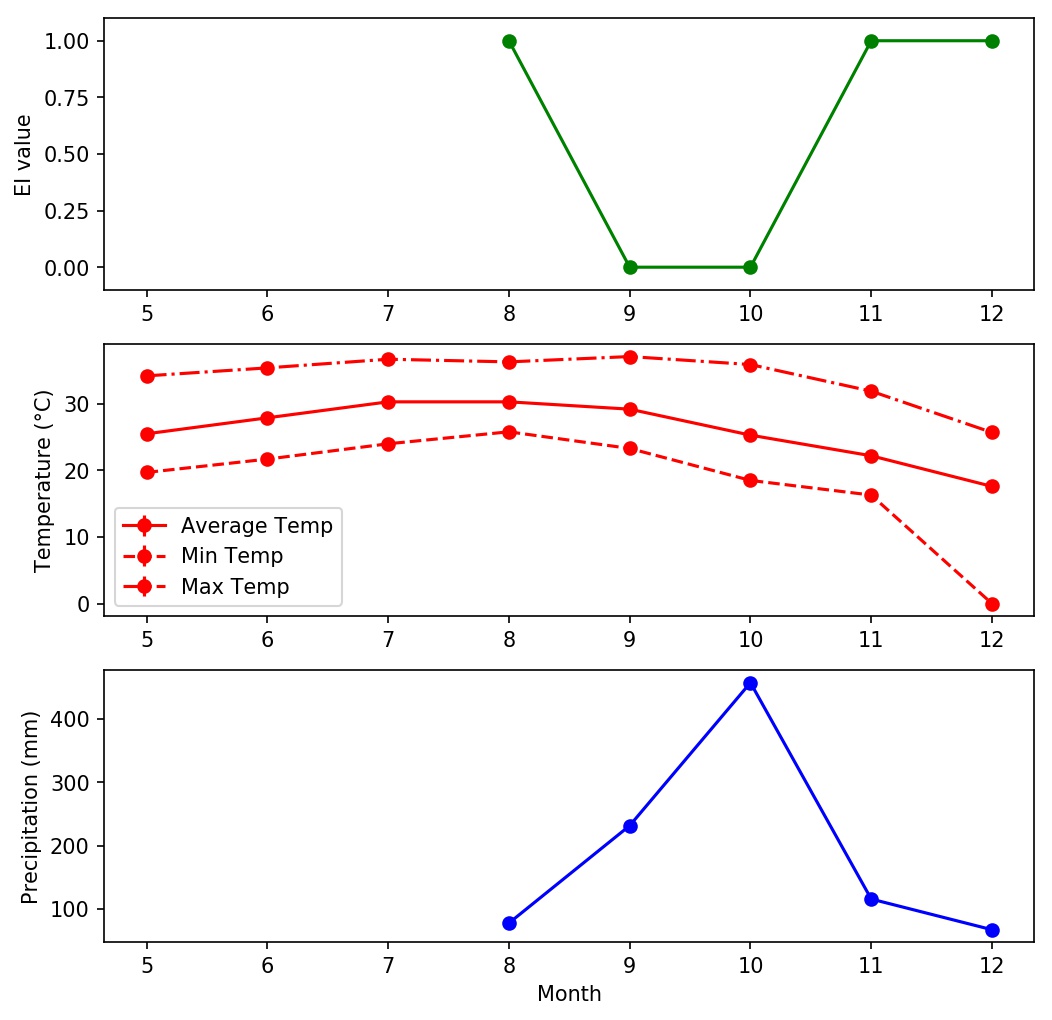 EI value
1.00
0.75
0.50
0.25
0.00
5 6 7 8 9 10 11 12
Temperature (°C)
30
20
10
0
Average Temp
Min Temp
Max Temp
5 6 7 8 9 10 11 12
Precipitation (mm)
400
300
200
100
5 6 7 8 9 10 11 12
Month